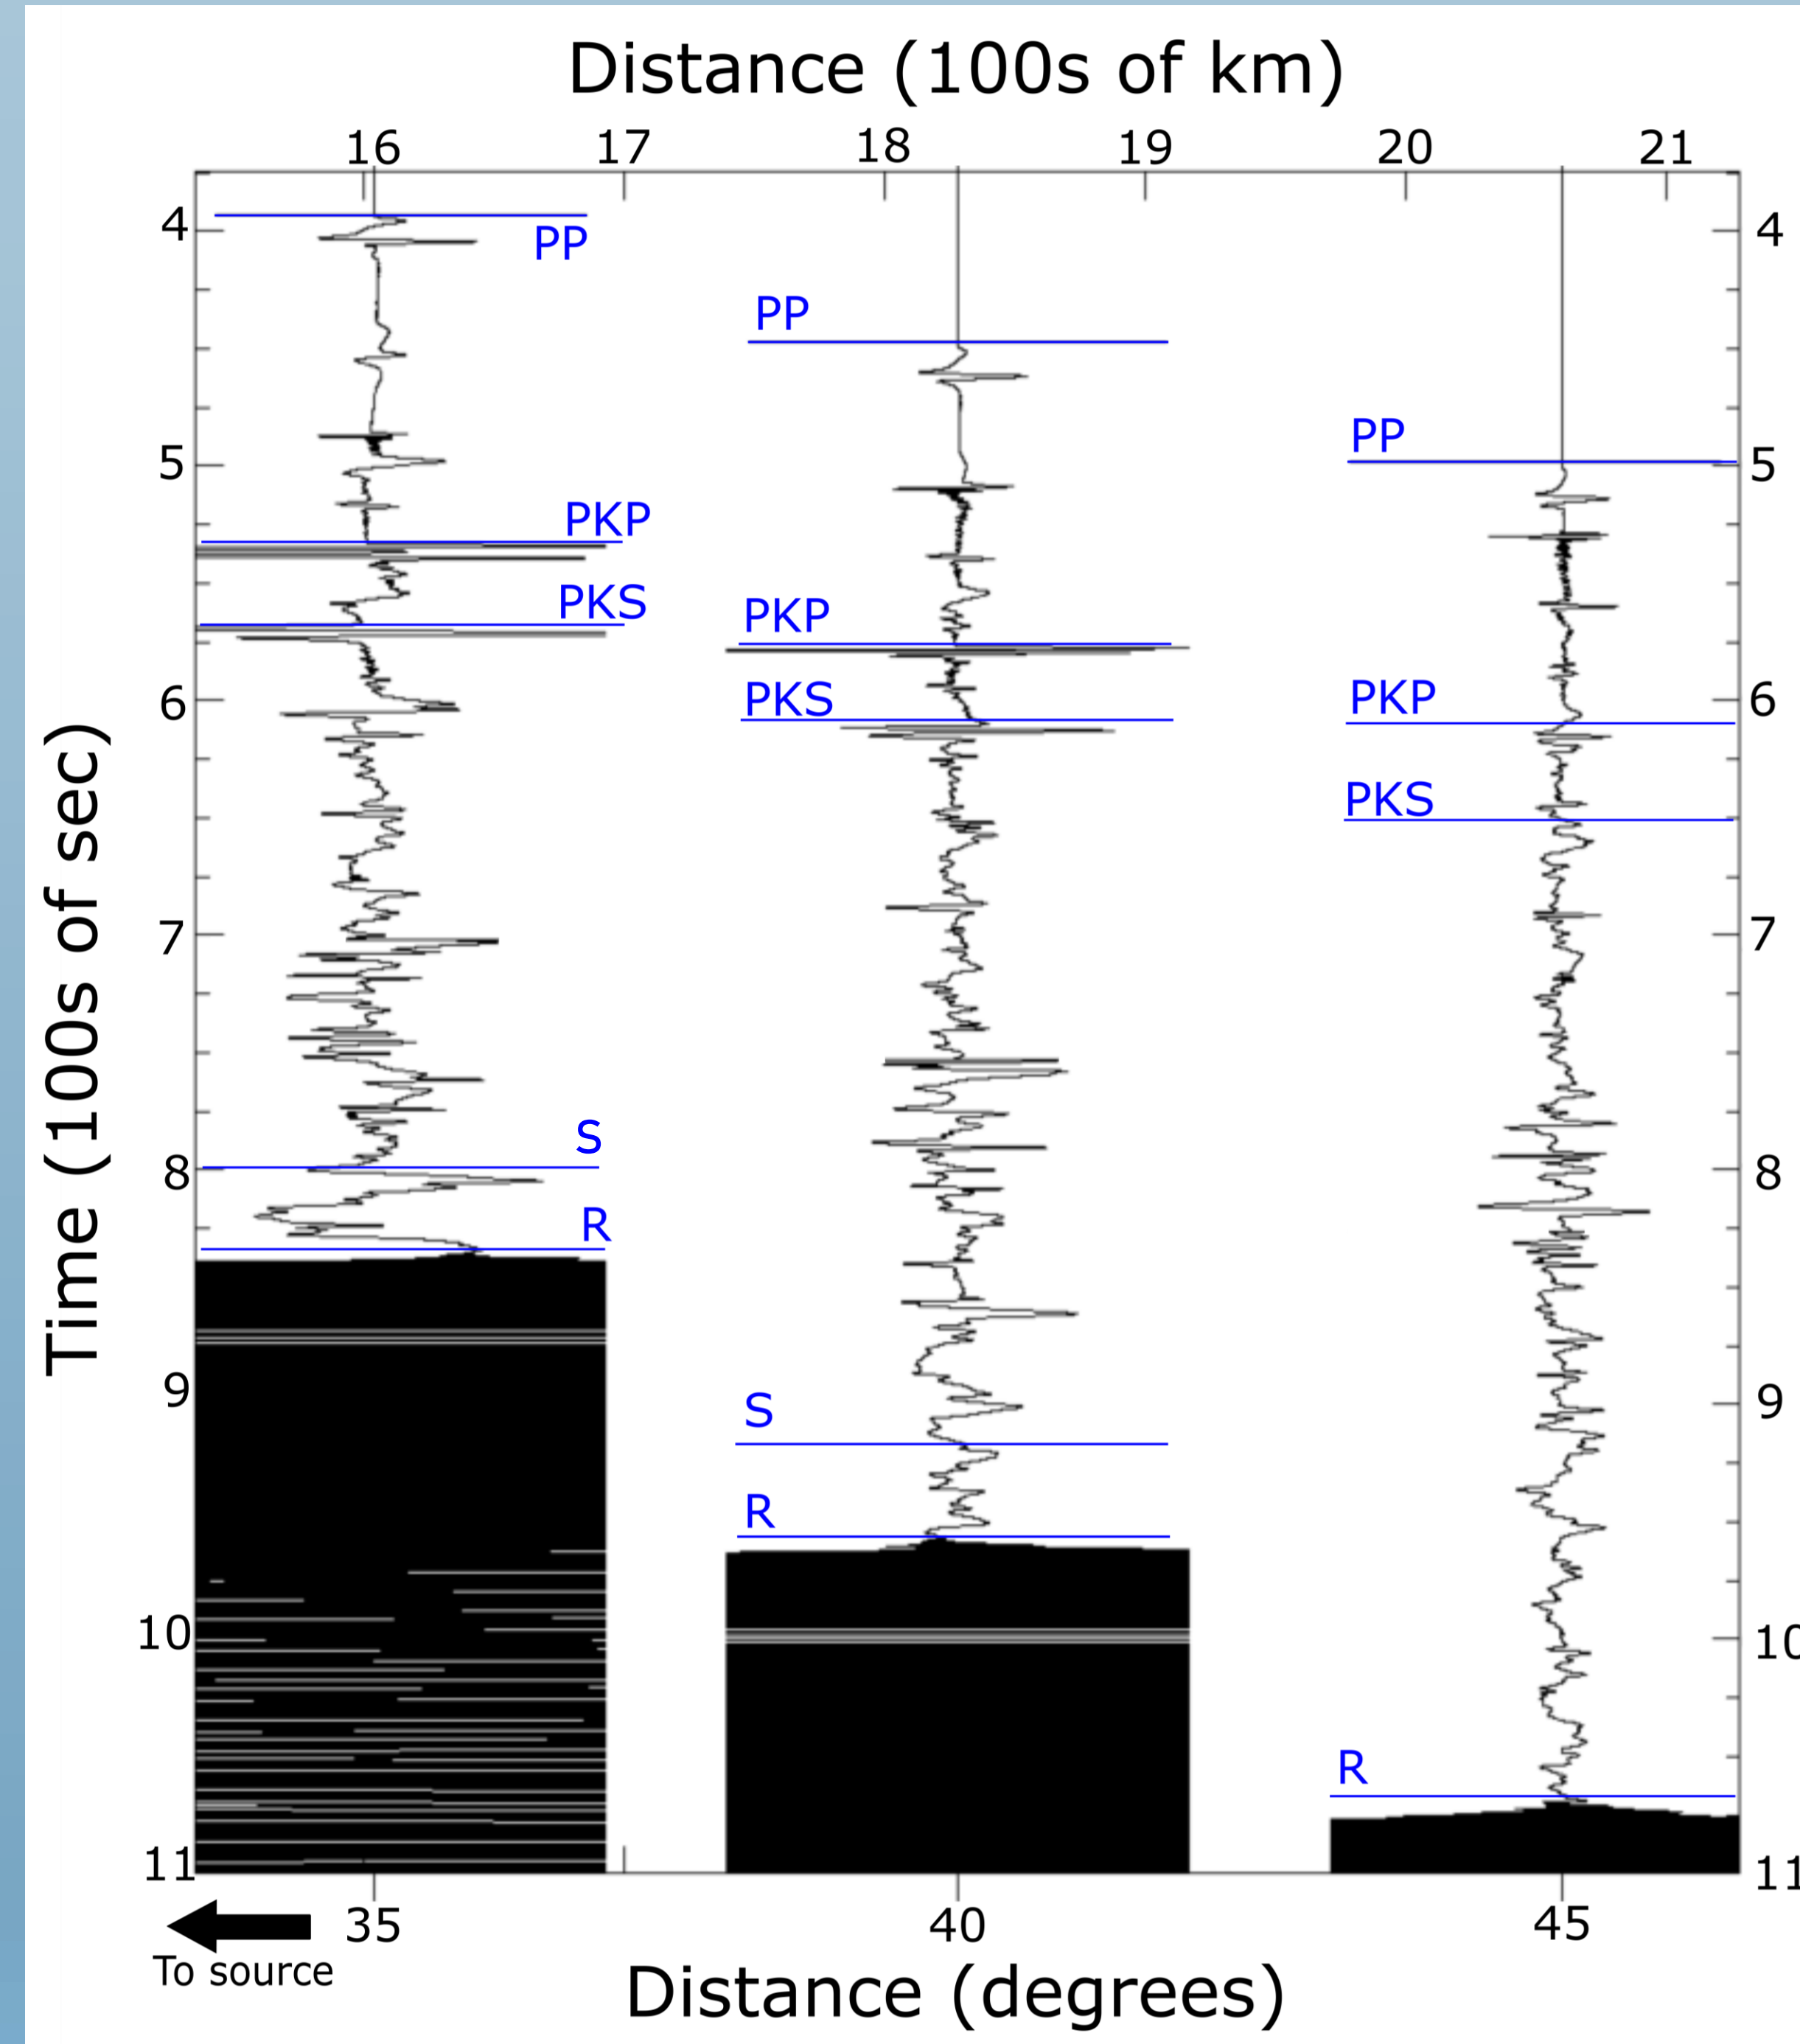 Distance (100s of km)
16 17 18 19 20 21
4 4
PP
PP
PP
5 5
PKP
PKS
PKP
PKS
PKP
6 6
PKS
7 7
S
8 8
R
9 9
S
R
10 10
R
11 11
Time (100s of sec)
35 40 45
To source
Distance (degrees)